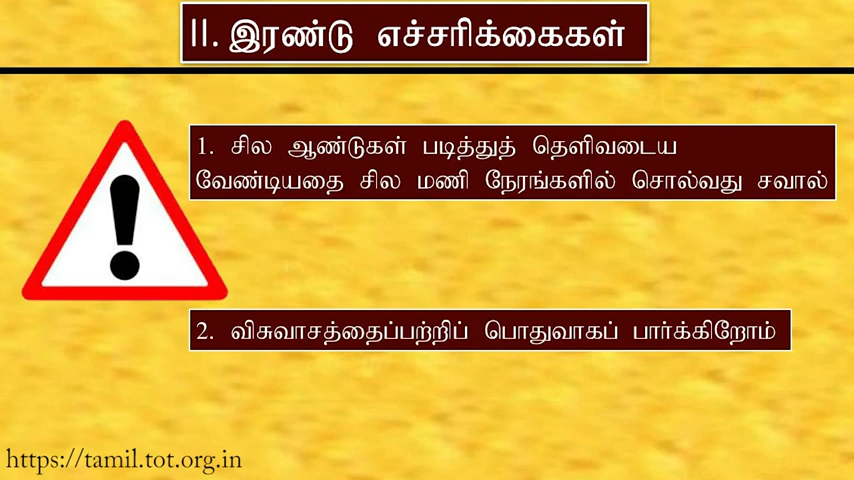 II. இரண்டு எச்சரிக்கைகள்
1. சில ஆண்டுகள் படித்துத் தெளிவடைய
வேண்டியதை சில மணி நேரங்களில் சொல்வது சவால்
2. விசுவாசத்தைப்பற்றிப் பொதுவாகப் பார்க்கிறோம்
https://tamil.tot.org.in